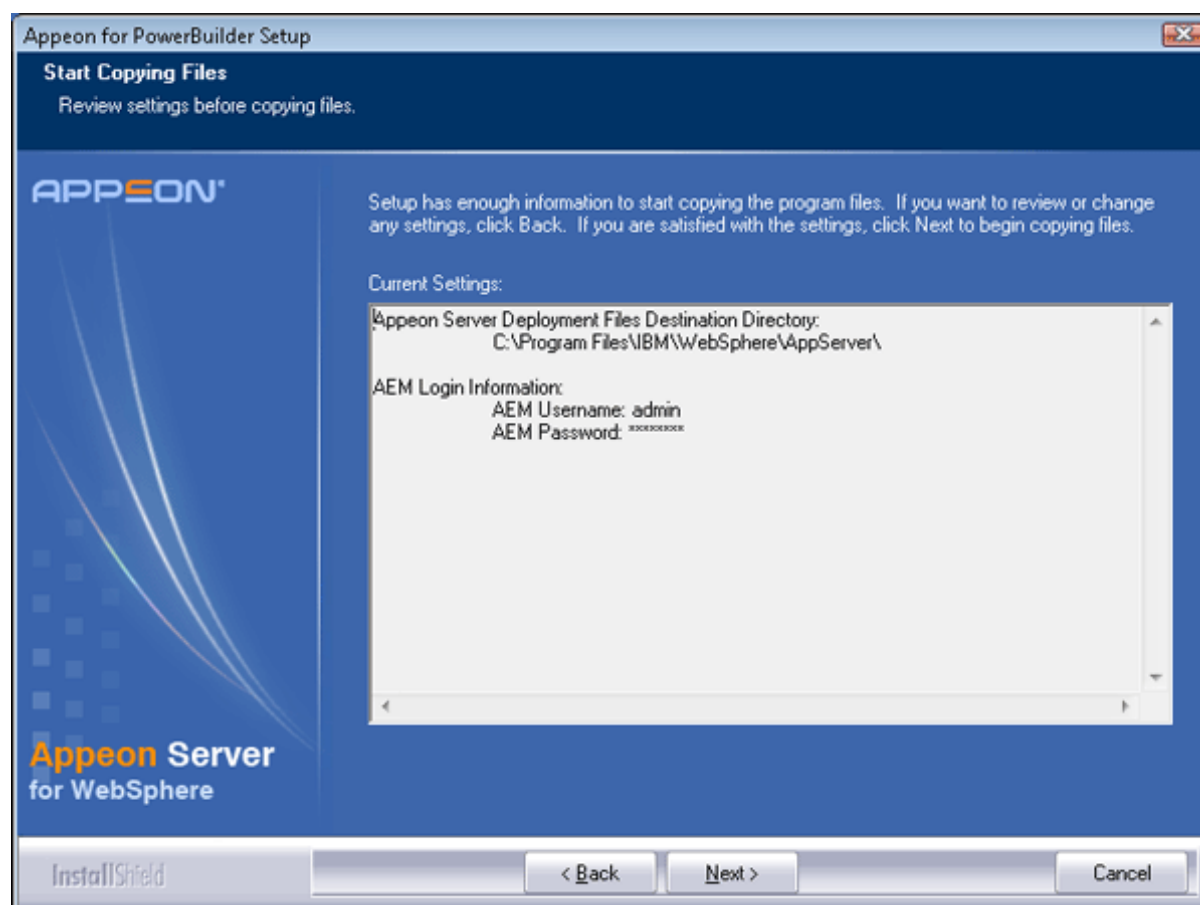 Appeon for PowerBuilder Setup
Start Copying Files
Review settings before copying files.
APPEON
Setup has enough information to start copying the program files. If you want to review or change
any settings, click Back. If you are satisfied with the settings, click Next to begin copying files.
Current Settings:
Appeon Server Deployment Files Destination Directory:
C:\Program Files\IBM\WebSphere\AppServer\
AEM Login Information:
AEM Username: admin
AEM Password: ********
Appeon Server
for WebSphere
InstallShield
< Back
Next >
Cancel